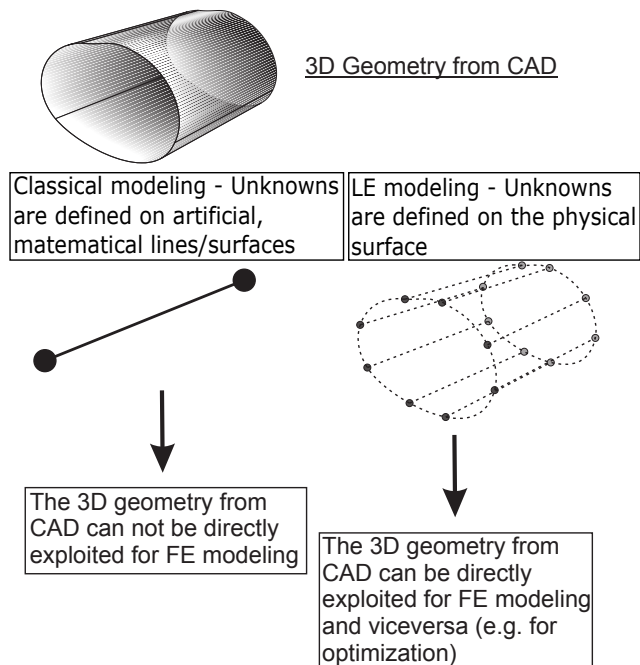 3D Geometry from CAD
Classical modeling - Unknowns
are defined on artificial,
matematical lines/surfaces
LE modeling - Unknowns
are defined on the physical
surface
The 3D geometry from
CAD can not be directly
exploited for FE modeling
The 3D geometry from
CAD can be directly
exploited for FE modeling
and viceversa (e.g. for
optimization)